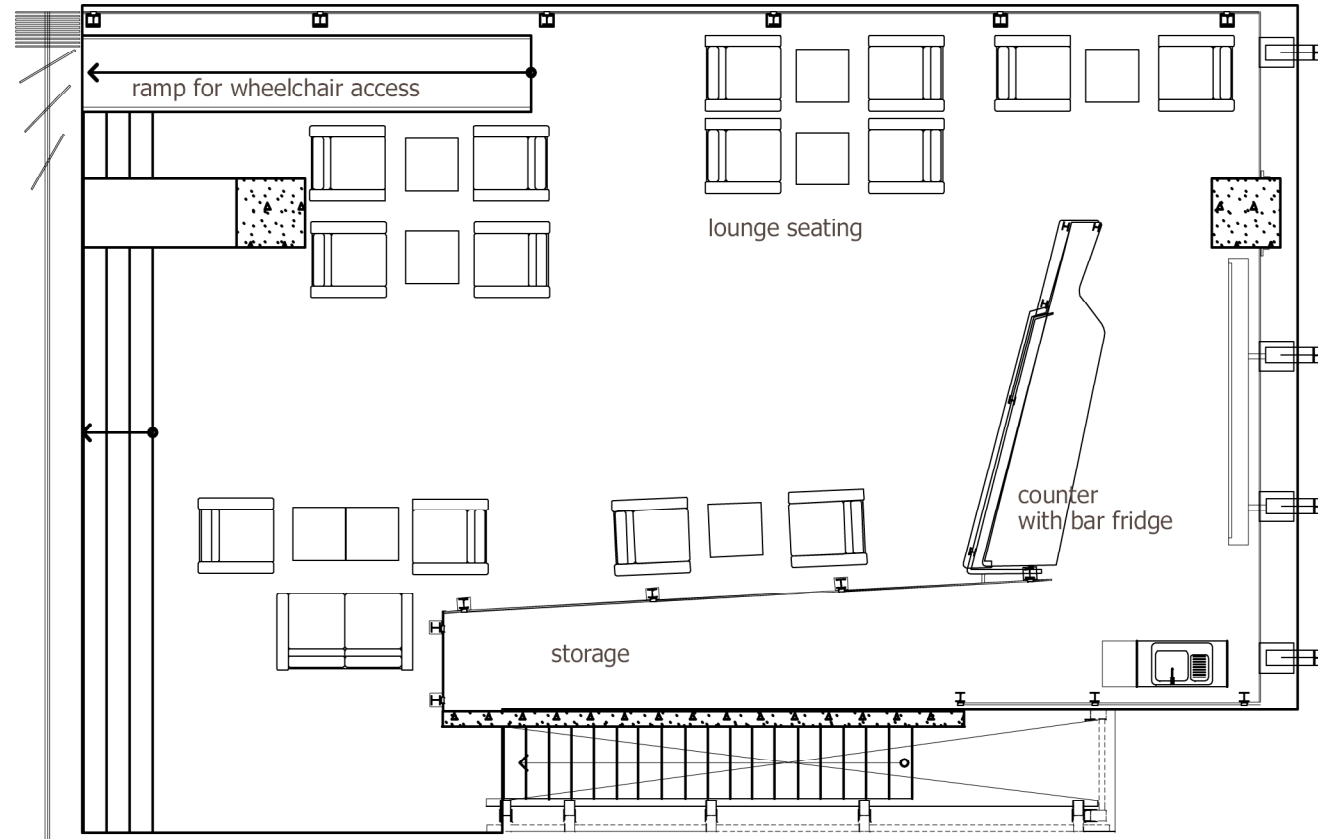 ramp for wheelchair access
lounge seating
counter
with bar fridge
storage